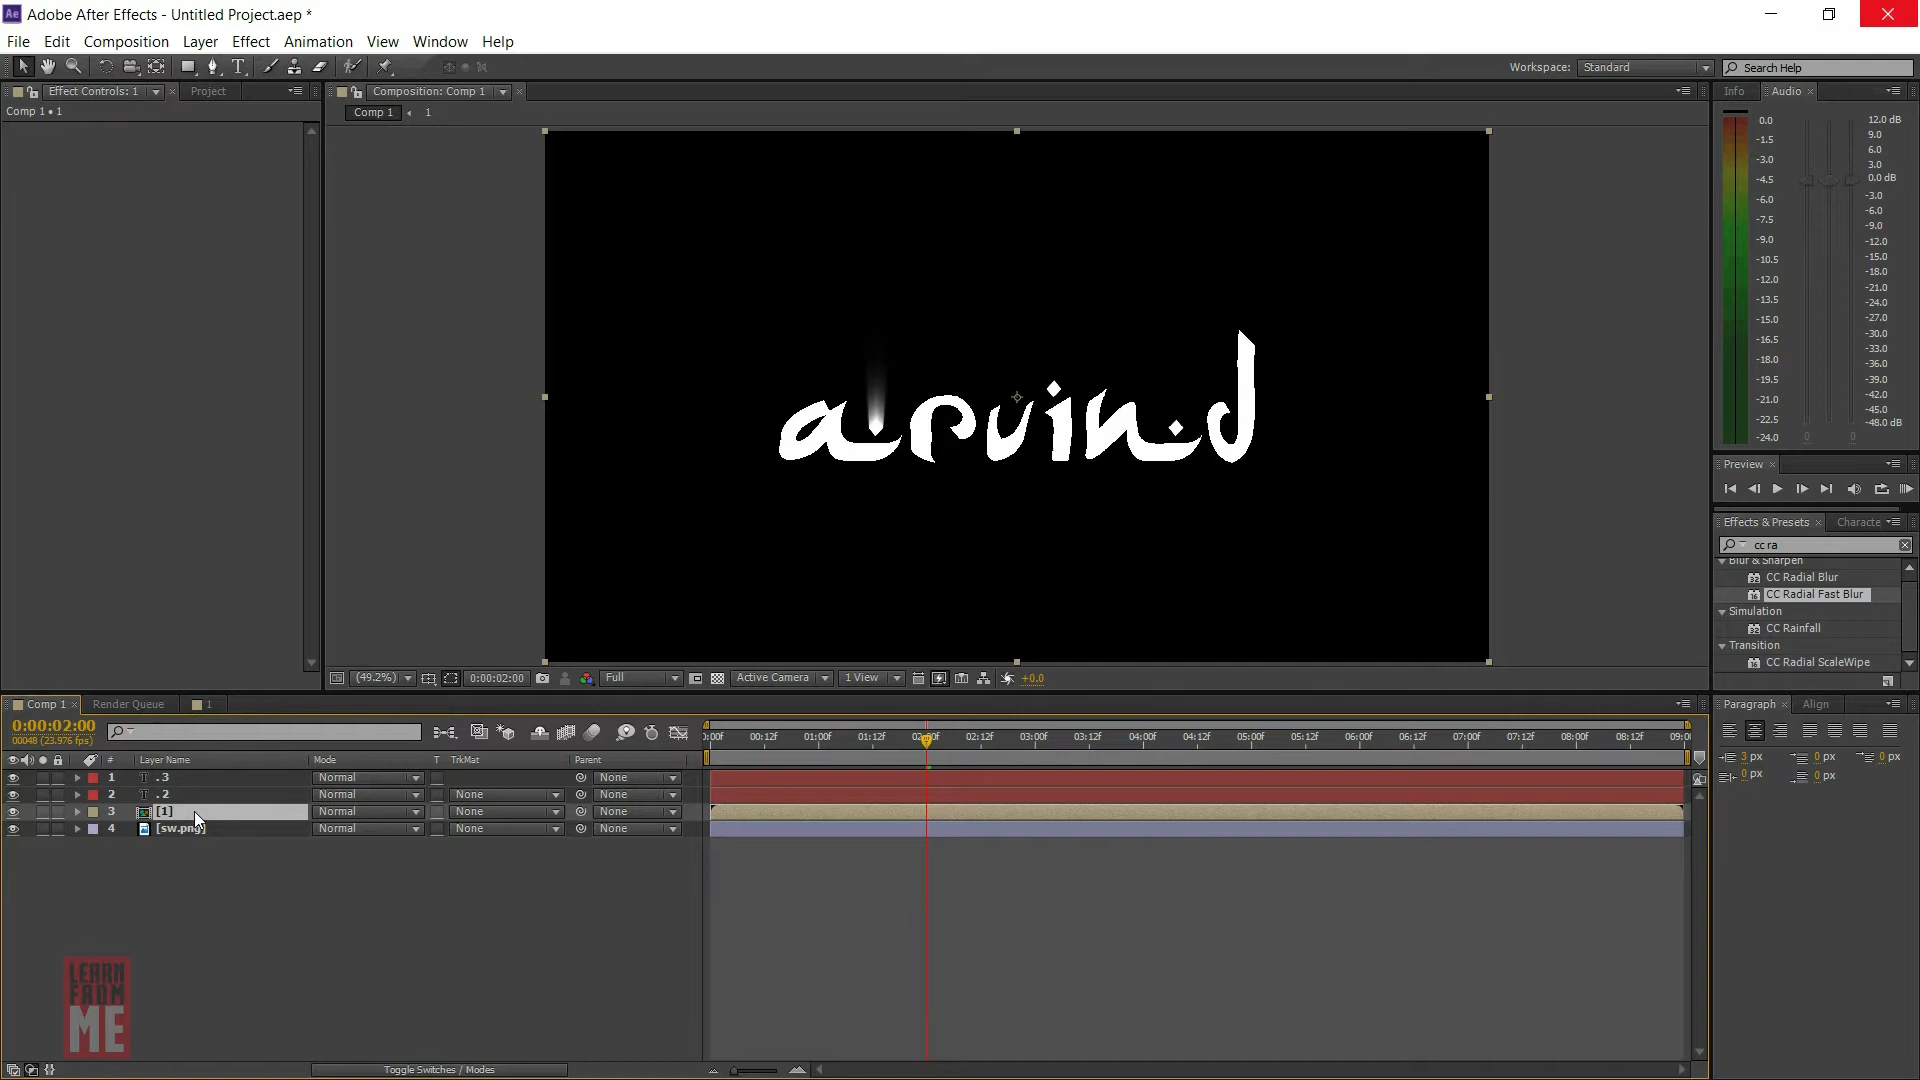 Ae Adobe After Effects - Untitled Project.aep *
File Edit Composition Layer Effect Animation View Window Help
Workspace: Standard Search Help
Effect Controls: 1 Project
Comp 1 • 1
Composition: Comp 1
Comp 1 1
arvind
Info Audio
0.0 12.0 dB
-1.5 9.0
-3.0 6.0
-4.5 3.0
-6.0 0.0 dB
-7.5 -3.0
-9.0 -6.0
-10.5 -9.0
-12.0 -12.0
-13.5 -15.0
-15.0 -18.0
-16.5 -21.0
-18.0 -24.0
-19.5 -27.0
-21.0 -30.0
-22.5 -33.0
-24.0 -36.0
-39.0
-42.0
-45.0
-48.0 dB
0 0
Preview
Effects & Presets Characte
cc ra
Blur & Sharpen
CC Radial Blur
CC Radial Fast Blur
Simulation
CC Rainfall
Transition
CC Radial ScaleWipe
(49.2%) 0:00:02:00 Full Active Camera 1 View +0.0
Comp 1 Render Queue 1
0:00:02:00
00048 (23.976 fps)
# Layer Name Mode T TrkMat Parent
1 T .3 Normal None
2 T .2 Normal None None
3 [1] Normal None None
4 [sw.png] Normal None None
0:00f 00:12f 01:00f 01:12f 02:00f 02:12f 03:00f 03:12f 04:00f 04:12f 05:00f 05:12f 06:00f 06:12f 07:00f 07:12f 08:00f 08:12f 09:00
Paragraph Align
3 px 0 px 0 px
0 px 0 px
LEARN
FROM
ME
Toggle Switches / Modes